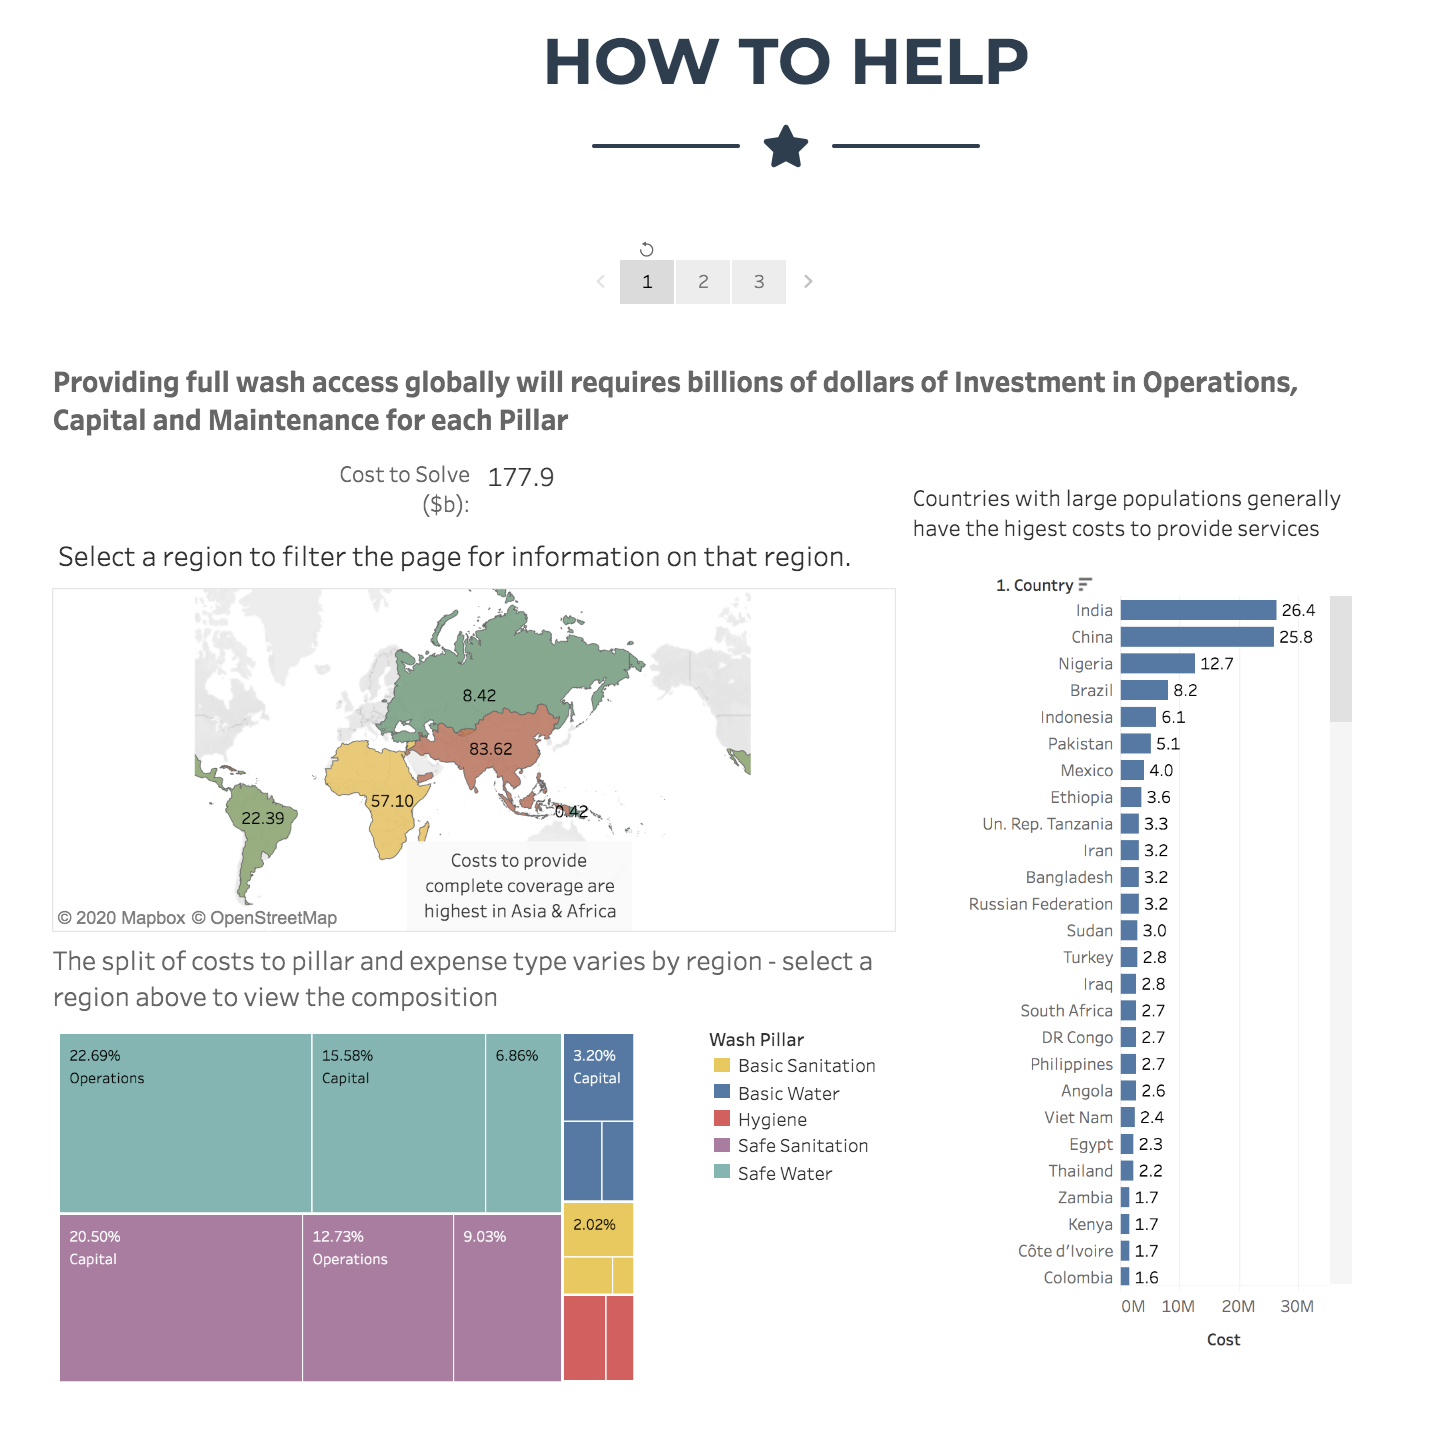 HOW TO HELP
1 2 3
Providing full wash access globally will requires billions of dollars of Investment in Operations,
Capital and Maintenance for each Pillar
Cost to Solve 177.9
($b):
Select a region to filter the page for information on that region.
8.42
83.62
57.10
0.42
22.39
Costs to provide
complete coverage are
highest in Asia & Africa
© 2020 Mapbox © OpenStreetMap
The split of costs to pillar and expense type varies by region - select a
region above to view the composition
22.69%
Operations
15.58%
Capital
6.86%
3.20%
Capital
20.50%
Capital
12.73%
Operations
9.03%
2.02%
Wash Pillar
Basic Sanitation
Basic Water
Hygiene
Safe Sanitation
Safe Water
Countries with large populations generally
have the higest costs to provide services
1. Country
India 26.4
China 25.8
Nigeria 12.7
Brazil 8.2
Indonesia 6.1
Pakistan 5.1
Mexico 4.0
Ethiopia 3.6
Un. Rep. Tanzania 3.3
Iran 3.2
Bangladesh 3.2
Russian Federation 3.2
Sudan 3.0
Turkey 2.8
Iraq 2.8
South Africa 2.7
DR Congo 2.7
Philippines 2.7
Angola 2.6
Viet Nam 2.4
Egypt 2.3
Thailand 2.2
Zambia 1.7
Kenya 1.7
Côte d'Ivoire 1.7
Colombia 1.6
0M 10M 20M 30M
Cost